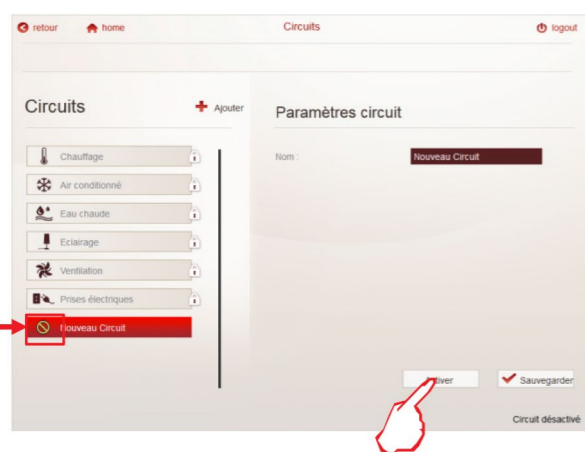 retour
home
Circuits
logout
Circuits
Ajouter
Chauffage
Air conditionné
Eau chaude
Eclairage
Ventilation
Prises électriques
Nouveau Circuit
Paramètres circuit
Nom :
Nouveau Circuit
Sauvegarder
Circuit désactivé